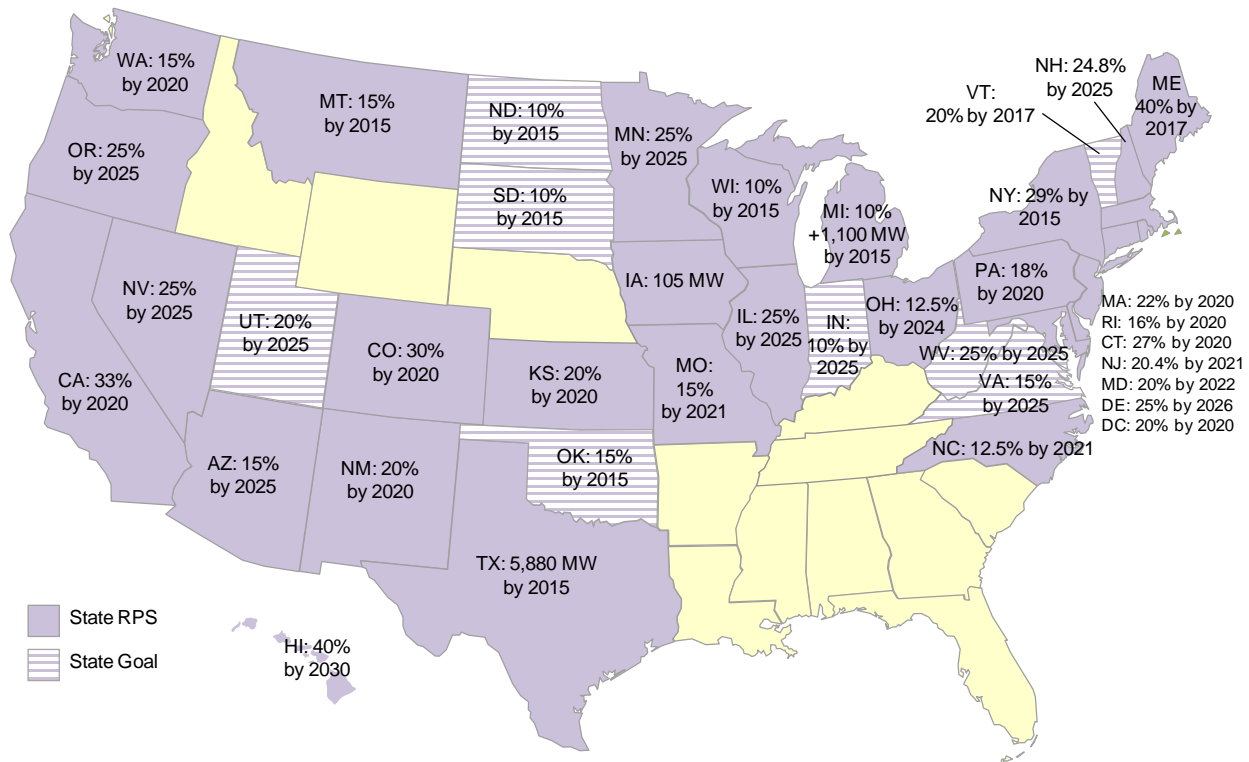 WA: 15%
by 2020
MT: 15%
by 2015
ND: 10%
by 2015
MN: 25%
by 2025
VT:
20% by 2017
NH: 24.8%
by 2025
ME
40% by
2017
OR: 25%
by 2025
SD: 10%
by 2015
WI: 10%
by 2015
MI: 10%
+1,100 MW
by 2015
NY: 29% by
2015
NV: 25%
by 2025
UT: 20%
by 2025
CO: 30%
by 2020
IA: 105 MW
IL: 25%
by 2025
IN:
10% by
2025
OH: 12.5%
by 2024
PA: 18%
by 2020
CA: 33%
by 2020
KS: 20%
by 2020
MO:
15%
by 2021
WV: 25% by 2025
VA: 15%
by 2025
MA: 22% by 2020
RI: 16% by 2020
CT: 27% by 2020
NJ: 20.4% by 2021
MD: 20% by 2022
DE: 25% by 2026
DC: 20% by 2020
AZ: 15%
by 2025
NM: 20%
by 2020
OK: 15%
by 2015
NC: 12.5% by 2021
TX: 5,880 MW
by 2015
State RPS
State Goal
HI: 40%
by 2030